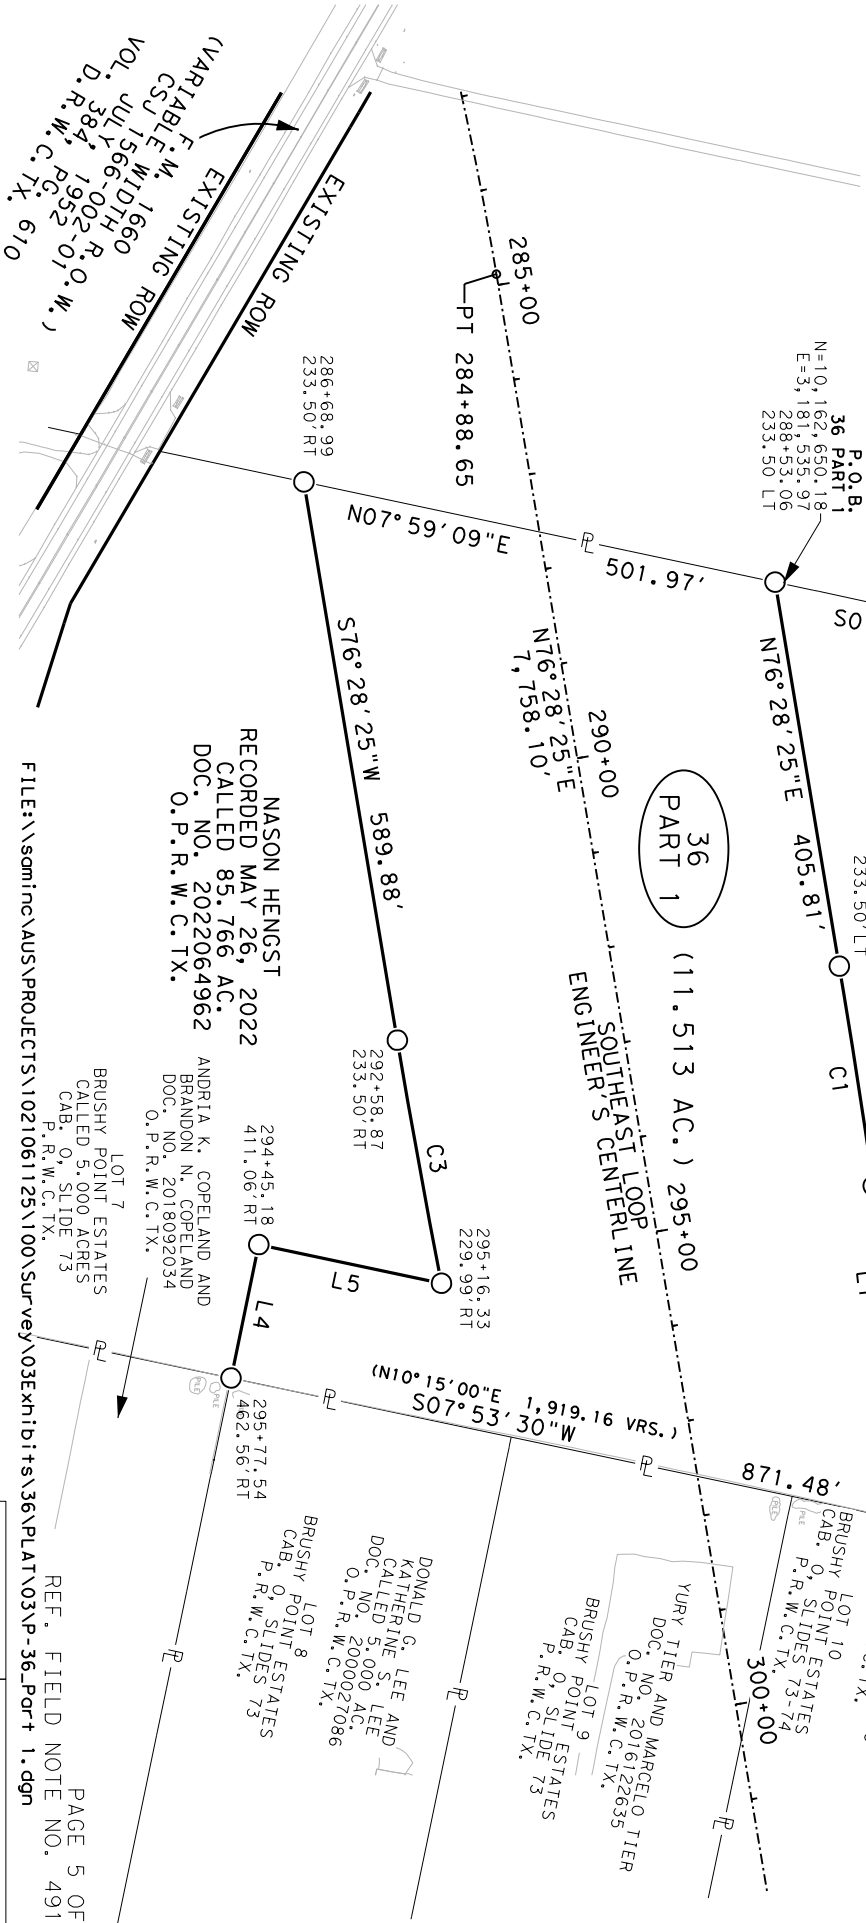 F. M. 1660
(VARIABLE WIDTH R.O.W.)
CSJ 1566-002-01
JULY, 1952
VOL. 384, PG. 610
D.R.W.C.TX.
EXISTING ROW
EXISTING ROW
285+00
PT 284+88.65
286+68.99
233.50'RT
P.O.B.
36 PART 1
N=10,162,650.18
E=3,181,535.97
288+53.06
233.50 LT
N07°59'09"E
501.97'
S0
S76°28'25"W 589.88'
N76°28'25"E
7,758.10'
290+00
N76°28'25"E 405.81'
233.50'LT
36
PART 1
(11.513 AC.)
295+00
SOUTHEAST LOOP
ENGINEER'S CENTERLINE
C1
NASON HENGST
RECORDED MAY 26, 2022
CALLED 85.766 AC.
DOC. NO. 2022064962
O.P.R.W.C.TX.
292+58.87
233.50'RT
C3
294+45.18
411.06'RT
295+16.33
229.99'RT
L5
L4
295+77.54
462.56'RT
ANDRIA K. COPELAND AND
BRANDON N. COPELAND
DOC. NO. 2018092034
O.P.R.W.C.TX.
LOT 7
BRUSHY POINT ESTATES
CALLED 5.000 ACRES
CAB. O, SLIDE 73
P.R.W.C.TX.
(N10°15'00"E 1,919.16 VRS.)
S07°53'30"W
871.48'
PILE
PILE
PILE
LOT 10
BRUSHY POINT ESTATES
CAB. O, SLIDES 73-74
P.R.W.C.TX.
300+00
YURY TIER AND MARCELO TIER
DOC. NO. 2016122635
O.P.R.W.C.TX.
LOT 9
BRUSHY POINT ESTATES
CAB. O, SLIDE 73
P.R.W.C.TX.
DONALD G. LEE AND
KATHERINE S. LEE
CALLED 5.000 AC.
DOC. NO. 2000027086
O.P.R.W.C.TX.
LOT 8
BRUSHY POINT ESTATES
CAB. O, SLIDES 73
P.R.W.C.TX.
FILE:\\saminc\AUS\PROJECTS\1021061125\100\Survey\03Exhibits\36\PLAT\03\P-36_Part 1.dgn
PAGE 5 OF
REF. FIELD NOTE NO. 491